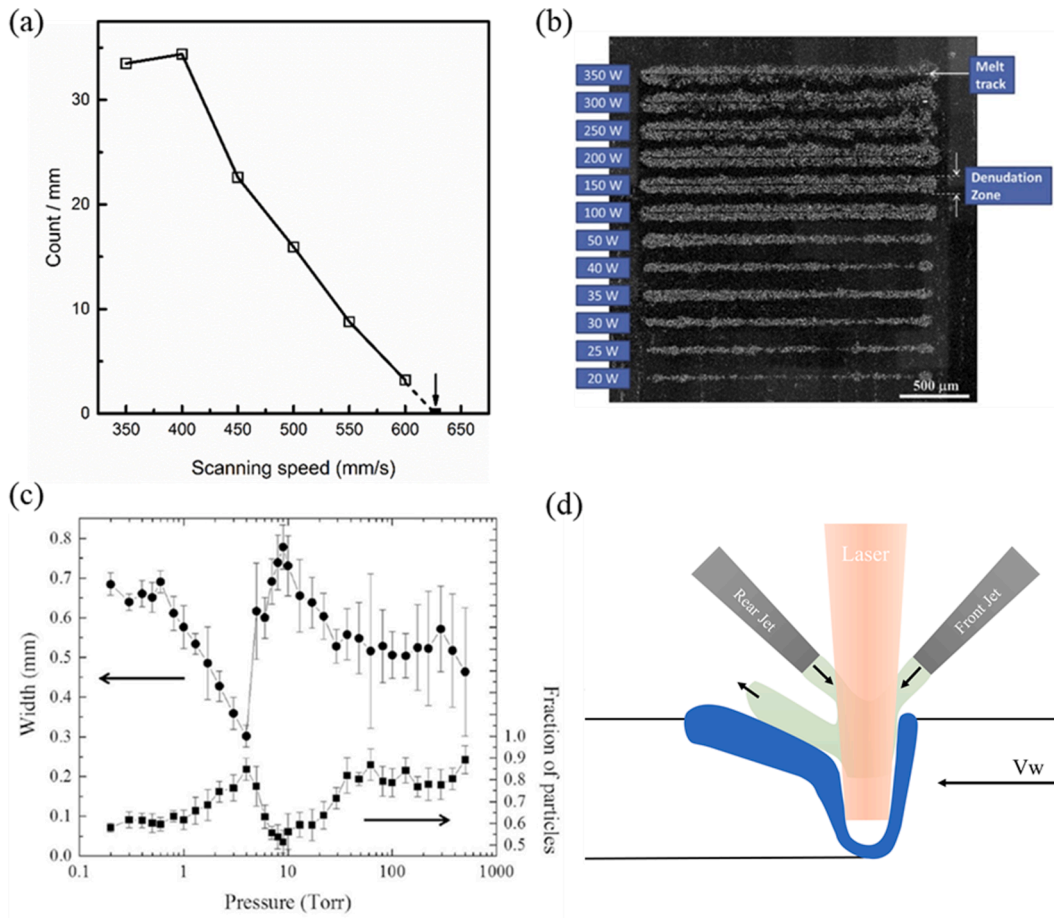 (a)
Count / mm
30
20
10
0
350 400 450 500 550 600 650
Scanning speed (mm/s)
(b)
350 W
300 W
250 W
200 W
150 W
100 W
50 W
40 W
35 W
30 W
25 W
20 W
Melt
track
Denudation
Zone
500 μm
(c)
Width (mm)
0.8
0.7
0.6
0.5
0.4
0.3
0.2
0.1
0.0
0.1 1 10 100 1000
Pressure (Torr)
1.0
0.9
0.8
0.7
0.6
0.5
Fraction of particles
(d)
Laser
Rear Jet
Front Jet
Vw